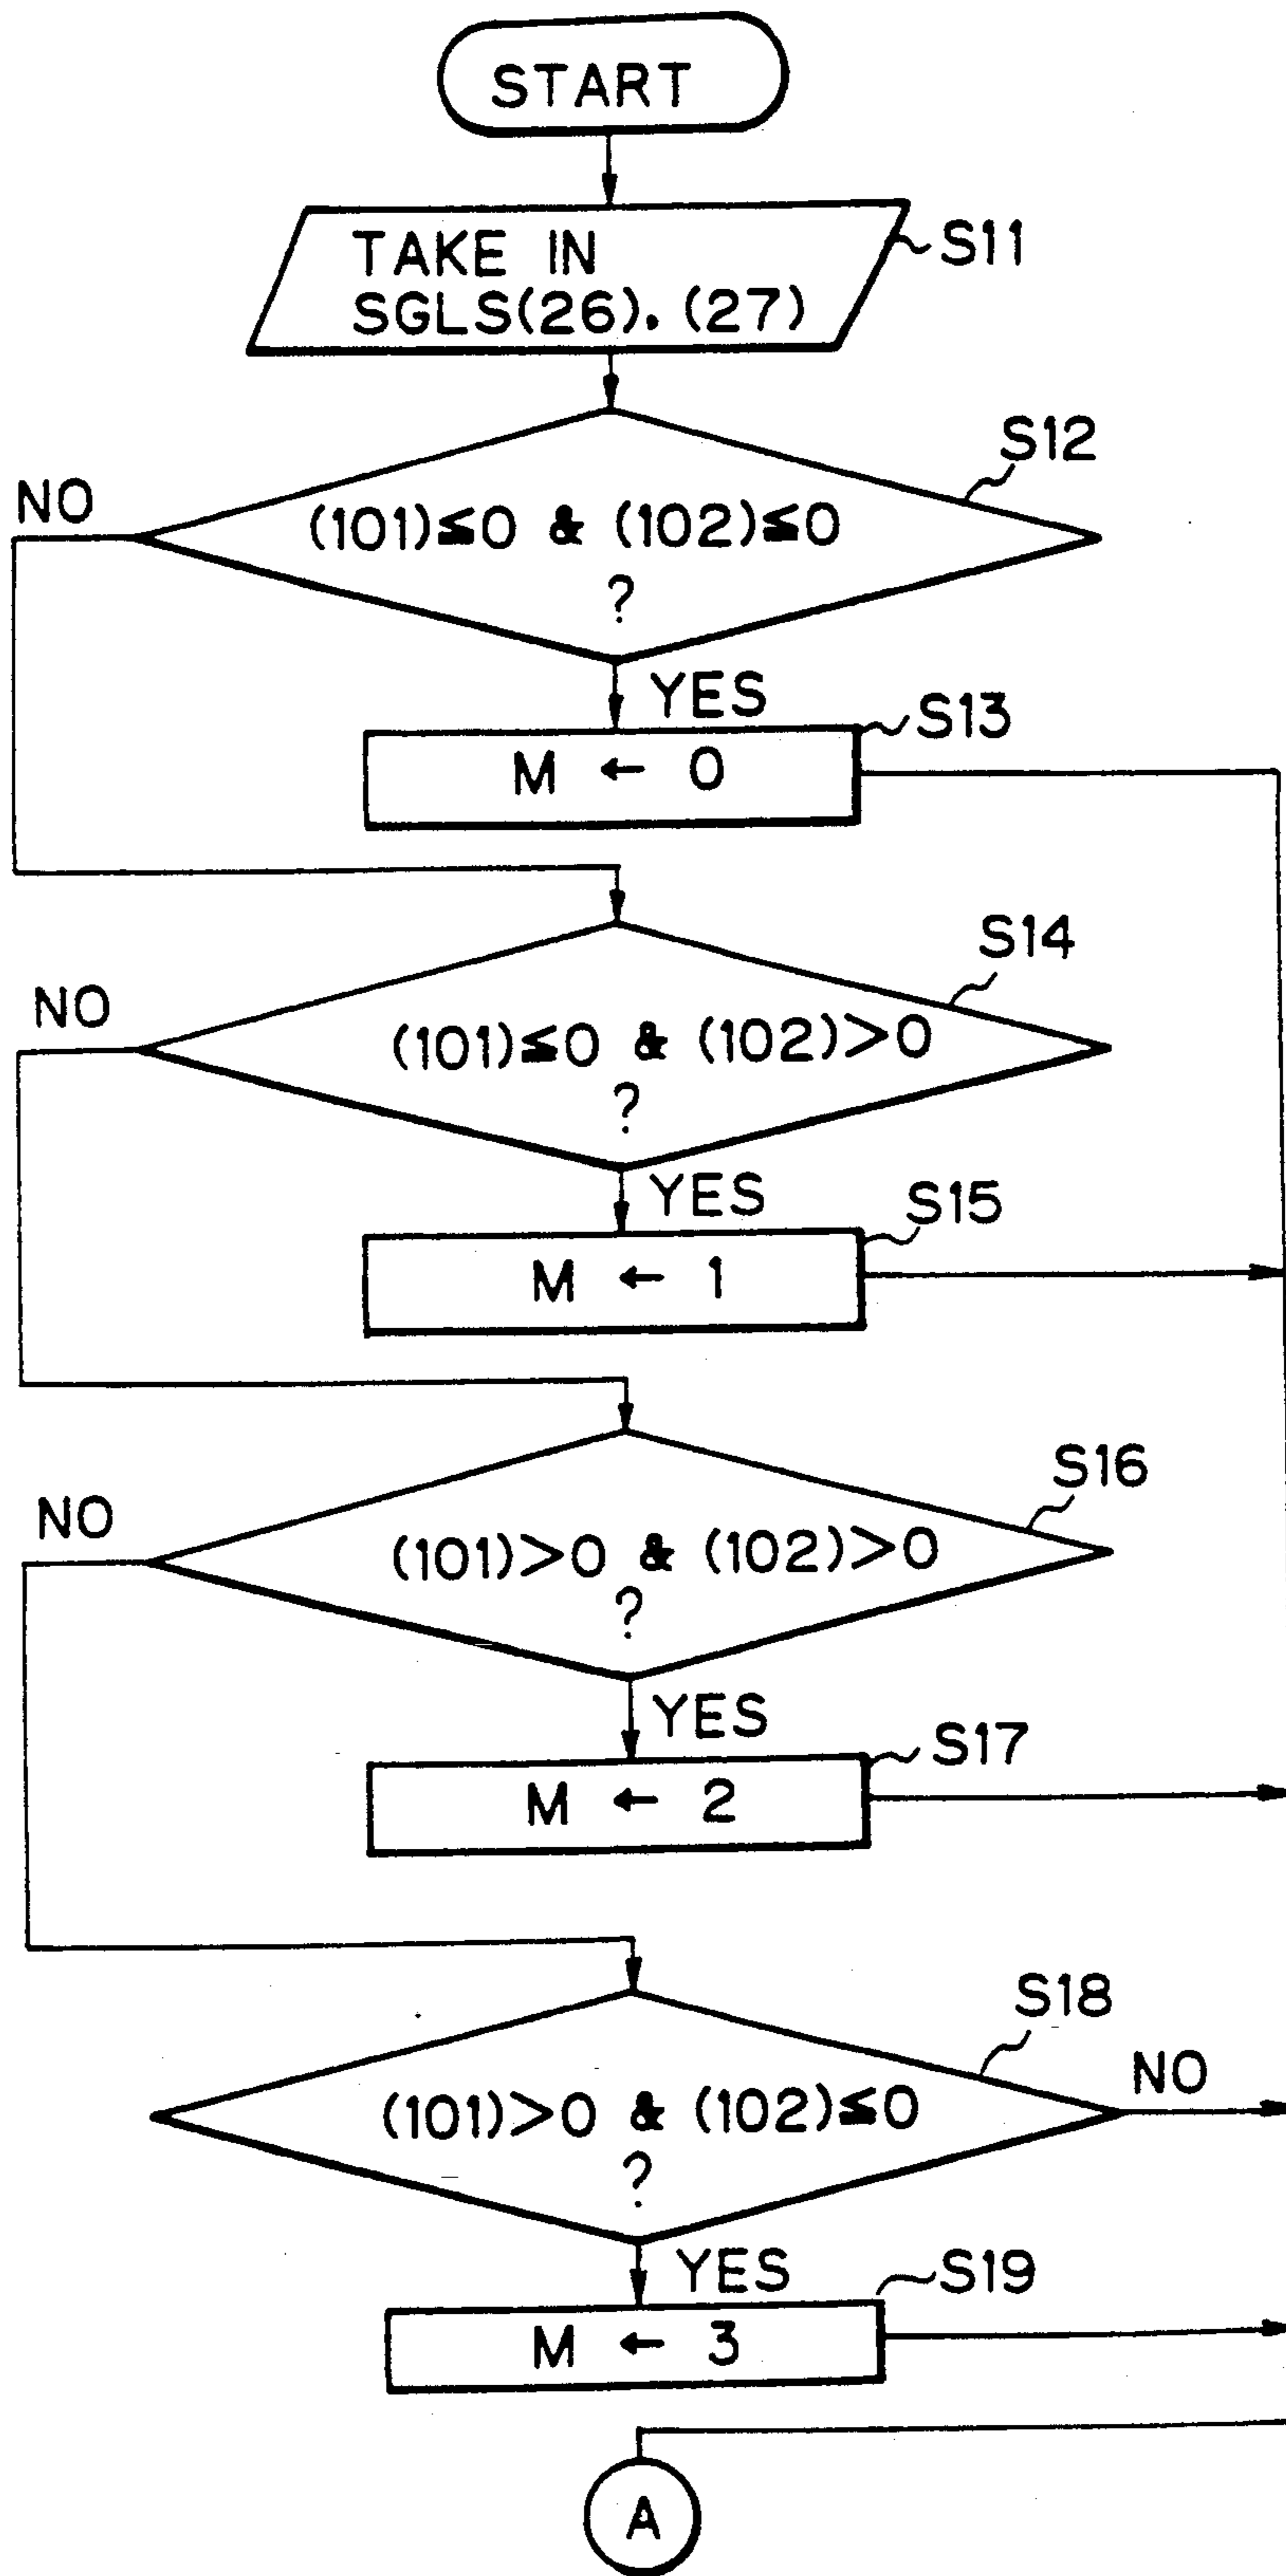 START
TAKE IN
SGLS(26). (27)
S11
S12
NO
(101)≦0 & (102)≦0
?
YES
S13
M ← 0
S14
NO
(101)≦0 & (102)>0
?
YES
S15
M ← 1
S16
NO
(101)>0 & (102)>0
?
YES
S17
M ← 2
S18
NO
(101)>0 & (102)≦0
?
YES
S19
M ← 3
A